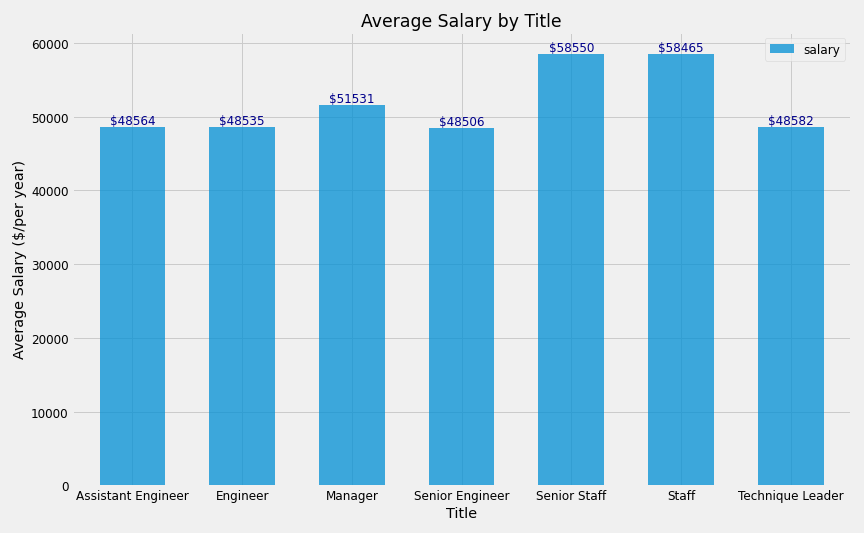 Average Salary by Title
salary
Average Salary ($/per year)
60000
50000
40000
30000
20000
10000
0
$48564
$48535
$51531
$48506
$58550
$58465
$48582
Assistant Engineer
Engineer
Manager
Senior Engineer
Senior Staff
Staff
Technique Leader
Title